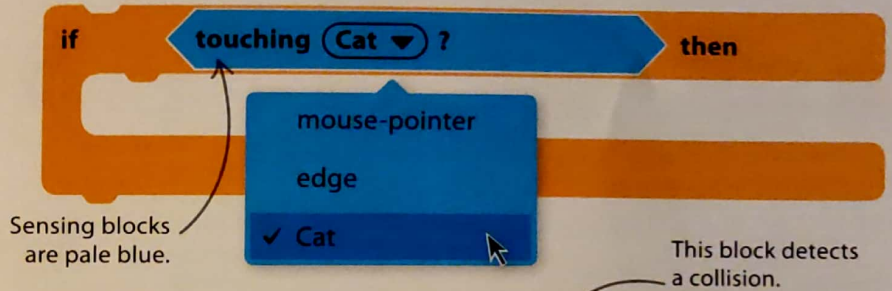 if touching Cat ? then
mouse-pointer
edge
Cat
Sensing blocks
are pale blue.
This block detects
a collision.